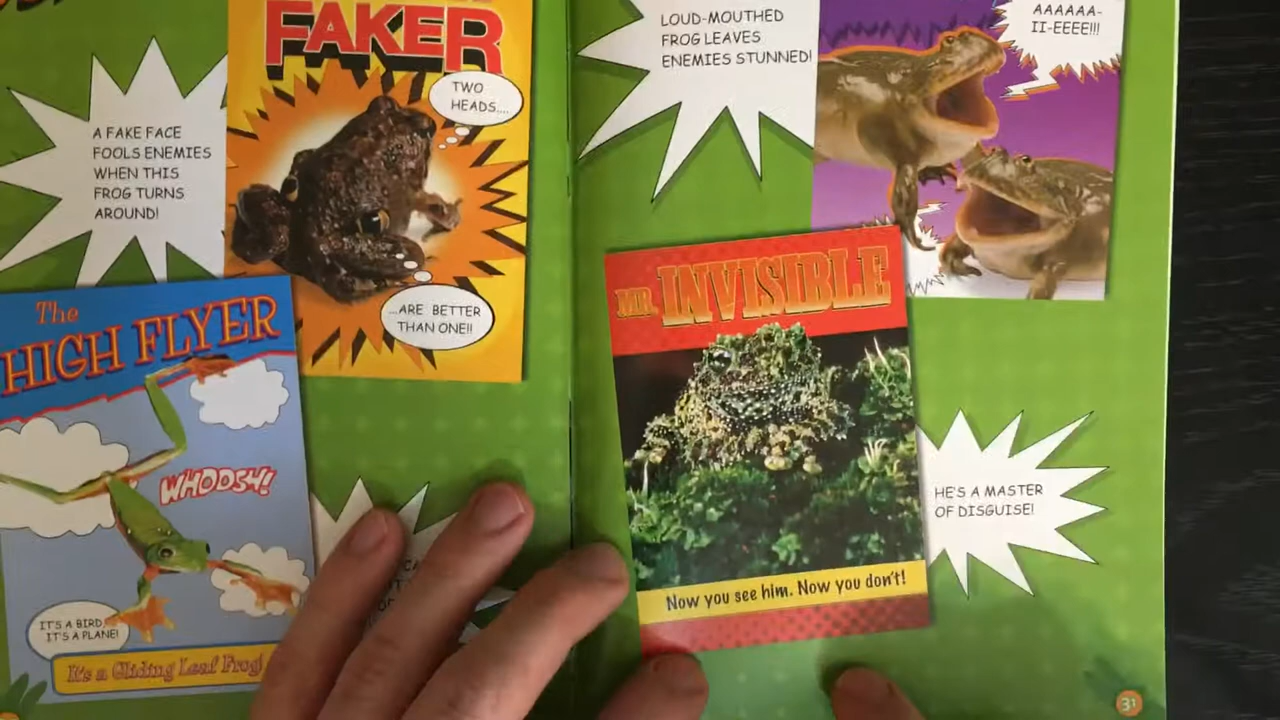 FAKER
TWO
HEADS....
A FAKE FACE
FOOLS ENEMIES
WHEN THIS
FROG TURNS
AROUND!
...ARE BETTER
THAN ONE!!
The
HIGH FLYER
WHOOSH!
IT'S A BIRD,
IT'S A PLANE!
It's a Gliding Leaf Frog
LOUD-MOUTHED
FROG LEAVES
ENEMIES STUNNED!
AAAAAA-
II-EEEE!!!
MR. INVISIBLE
HE'S A MASTER
OF DISGUISE!
Now you see him. Now you don't!
31